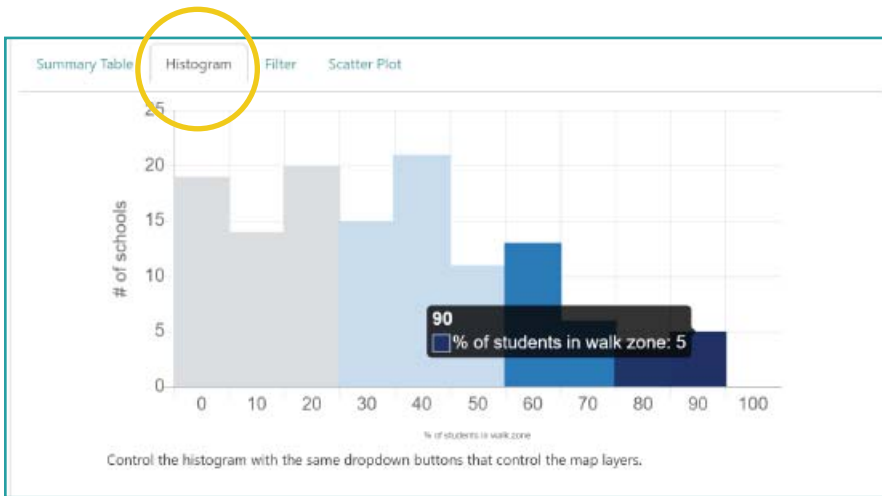 Summary Table Histogram Filter Scatter Plot
25
20
15
10
5
0
# of schools
90
% of students in walk zone: 5
0 10 20 30 40 50 60 70 80 90 100
% of students in walk zone
Control the histogram with the same dropdown buttons that control the map layers.